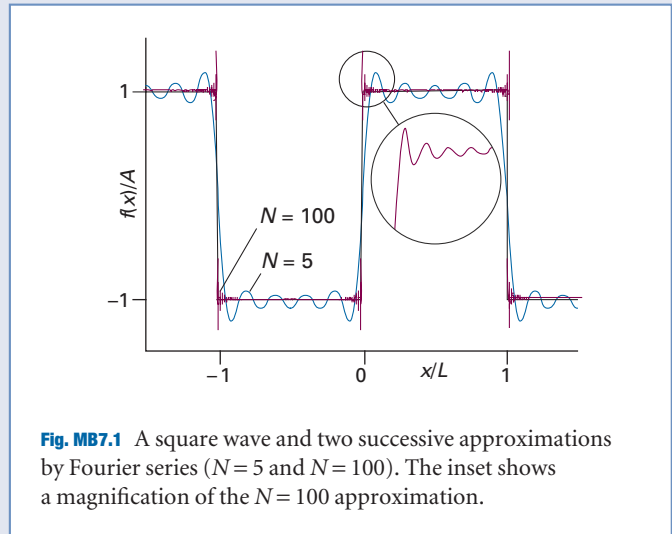 1
f(x)/A
N = 100
N = 5
−1
−1
0
x/L
1
Fig. MB7.1 A square wave and two successive approximations
by Fourier series (N = 5 and N = 100). The inset shows
a magnification of the N = 100 approximation.